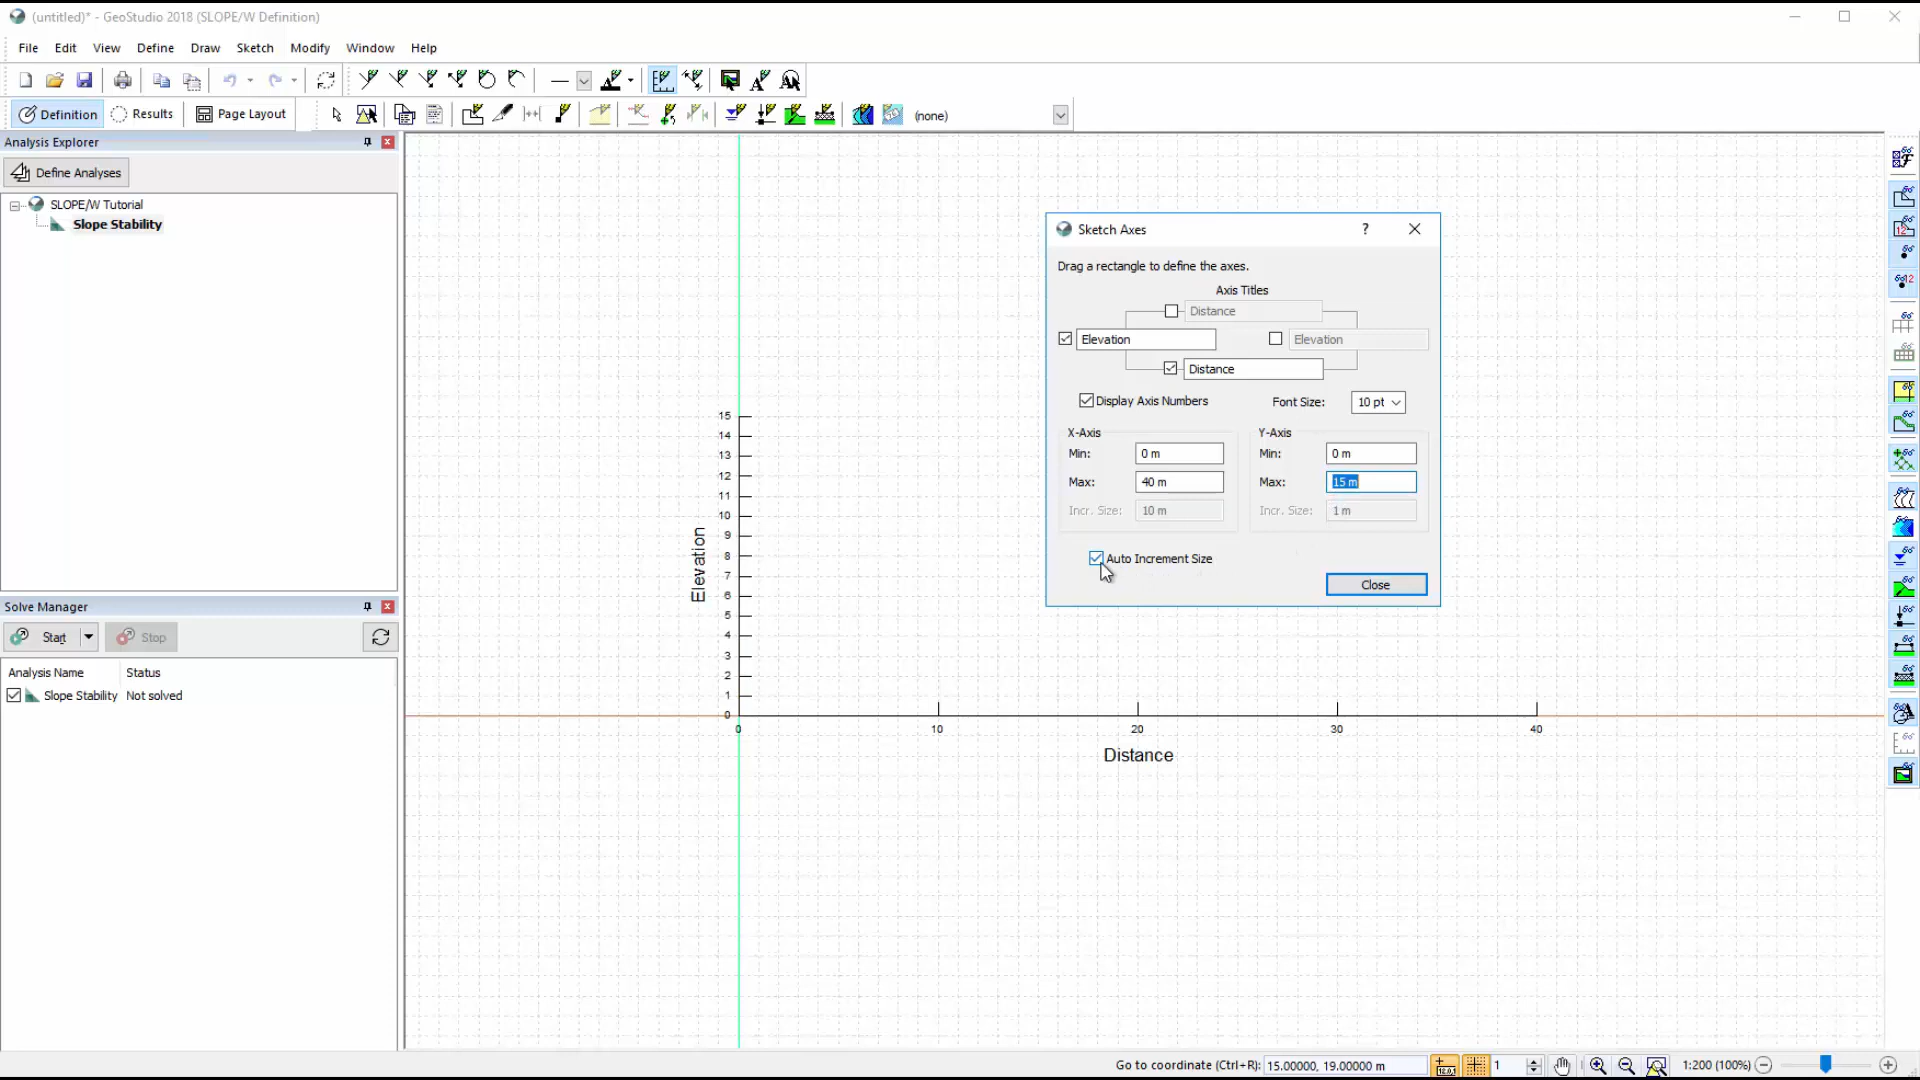 (untitled)* - GeoStudio 2018 (SLOPE/W Definition)
File Edit View Define Draw Sketch Modify Window Help
Definition Results Page Layout (none)
Analysis Explorer
Define Analyses
SLOPE/W Tutorial
Slope Stability
Solve Manager
Start Stop
Analysis Name Status
Slope Stability Not solved
Sketch Axes ?
Drag a rectangle to define the axes.
Axis Titles
Distance
Elevation Elevation
Distance
Display Axis Numbers Font Size: 10 pt
X-Axis Y-Axis
Min: 0 m Min: 0 m
Max: 40 m Max: 15 m
Incr. Size: 10 m Incr. Size: 1 m
Auto Increment Size
Close
15
14
13
12
11
10
9
8
7
6
5
4
3
2
1
0
Elevation
0 10 20 30 40
Distance
Go to coordinate (Ctrl+R): 15.00000, 19.00000 m 1 1:200 (100%)